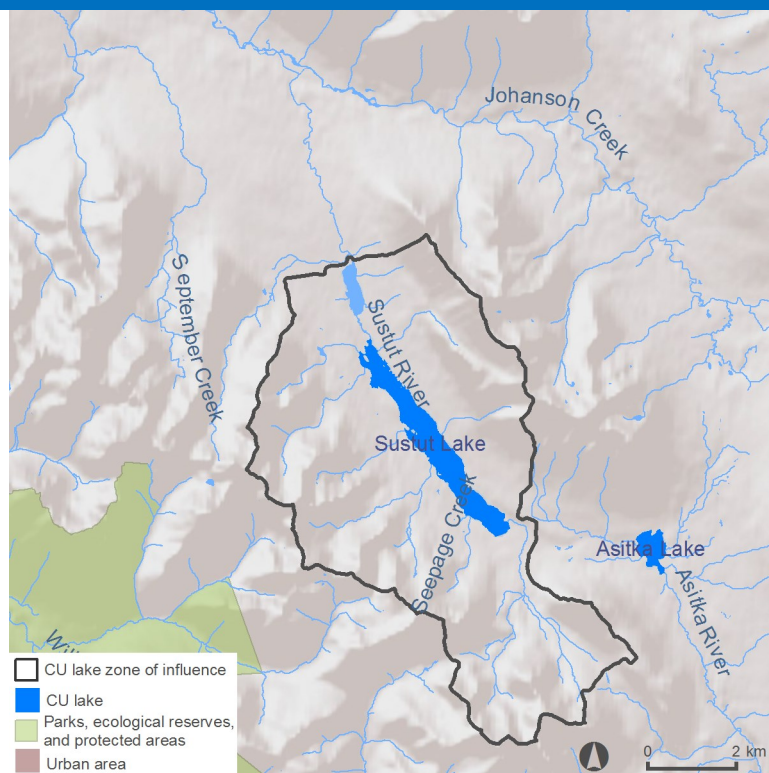 Johanson Creek
September Creek
Sustut River
Sustut Lake
Seepage Creek
Asitka Lake
Asitka River
CU lake zone of influence
CU lake
Parks, ecological reserves,
and protected areas
Urban area
0 2 km